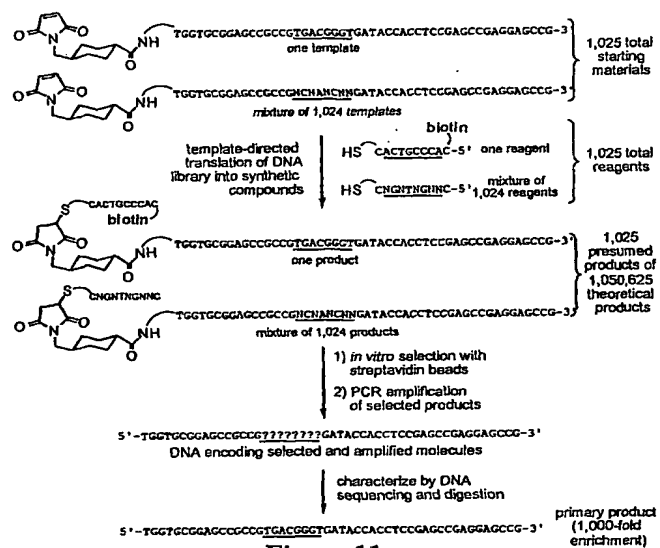 TGGTGCGGAGCCGCCGTGACGGGTGATACCACCTCCGAGCCGAGGAGCCG-3'
one template
1,025 total
starting
materials
TGGTGCGGAGCCGCCGNCNANCNNGATACCACCTCCGAGCCGAGGAGCCG-3'
mixture of 1,024 templates
template-directed
translation of DNA
library into synthetic
compounds
biotin
HS CACTGCCCAC-5' one reagent
HS CNGNTNGNNC-5' mixture of
1,024 reagents
1,025 total
reagents
S CACTGCCCAC
biotin
TGGTGCGGAGCCGCCGTGACGGGTGATACCACCTCCGAGCCGAGGAGCCG-3'
one product
S CNGNTNGNNC
TGGTGCGGAGCCGCCGNCNANCNNGATACCACCTCCGAGCCGAGGAGCCG-3'
mixture of 1,024 products
1,025
presumed
products of
1,050,625
theoretical
products
1) in vitro selection with
streptavidin beads
2) PCR amplification
of selected products
5'-TGGTGCGGAGCCGCCG????????GATACCACCTCCGAGCCGAGGAGCCG-3'
DNA encoding selected and amplified molecules
characterize by DNA
sequencing and digestion
5'-TGGTGCGGAGCCGCCGTGACGGGTGATACCACCTCCGAGCCGAGGAGCCG-3'
primary product
(1,000-fold
enrichment)